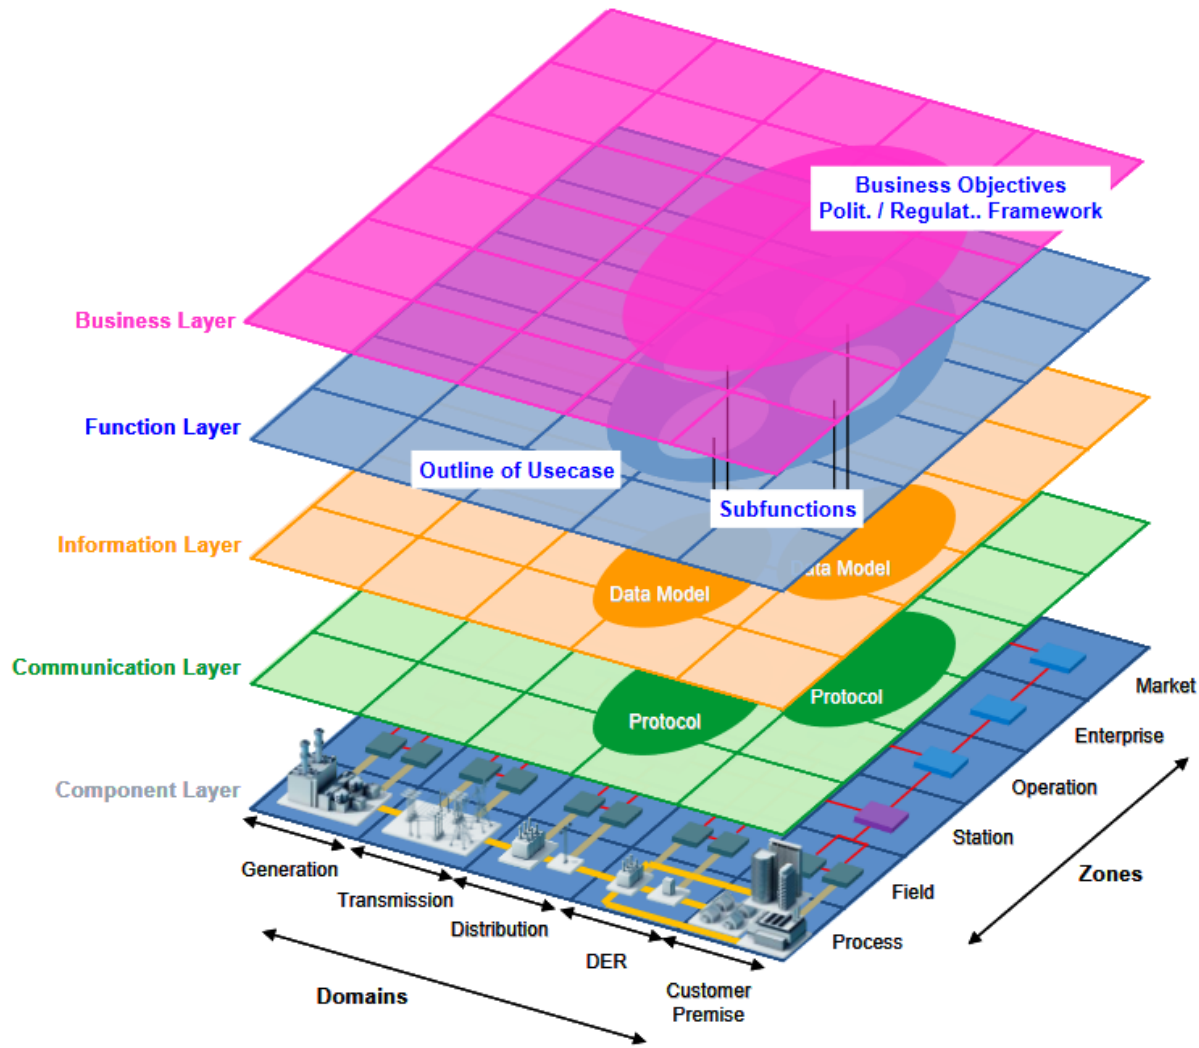 Business Objectives
Polit. / Regulat.. Framework
Business Layer
Function Layer
Outline of Usecase
Subfunctions
Information Layer
Data Model
Data Model
Communication Layer
Protocol
Protocol
Component Layer
Market
Enterprise
Operation
Station
Field
Process
Zones
Generation
Transmission
Distribution
DER
Customer
Premise
Domains